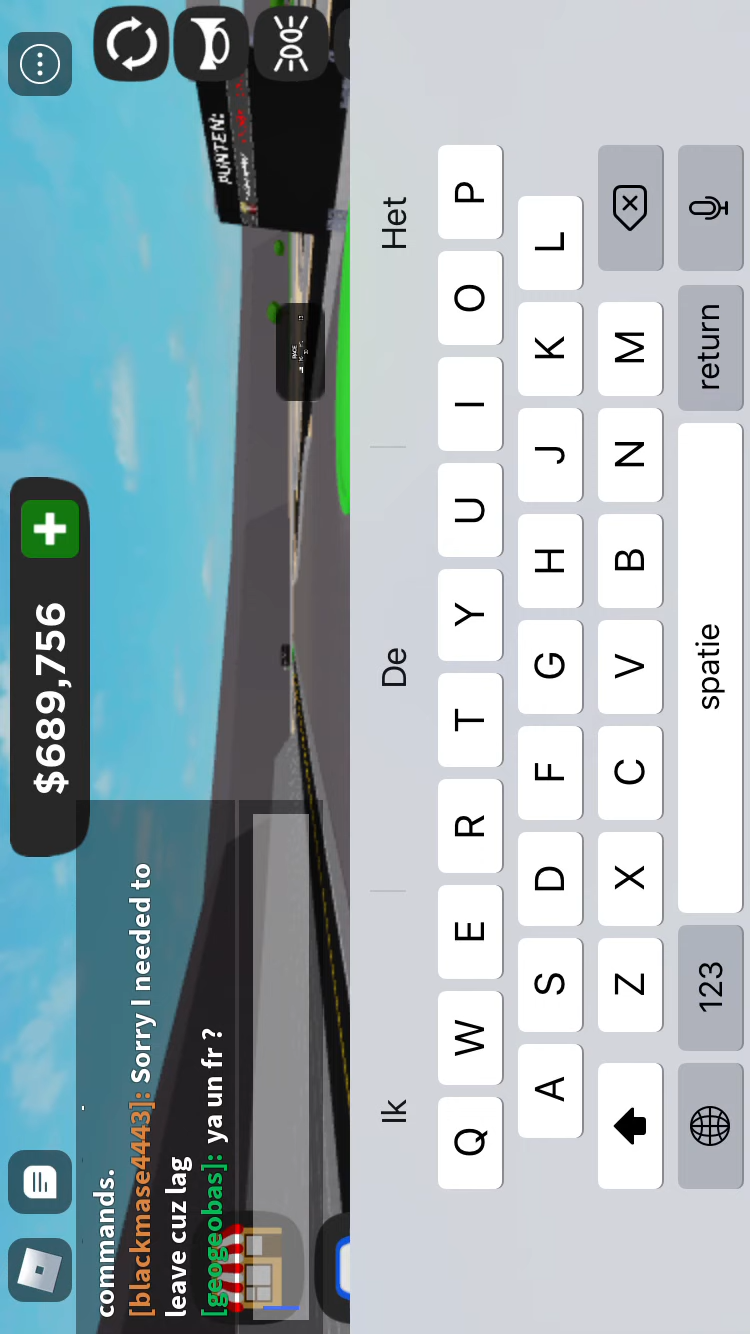 $689,756
PUNTEN:
commands.
[blackmase4443]: Sorry I needed to
leave cuz lag
[geogeobas]: ya un fr ?
Ik De Het
Q W E R T Y U I O P
A S D F G H J K L
Z X C V B N M
123 spatie return